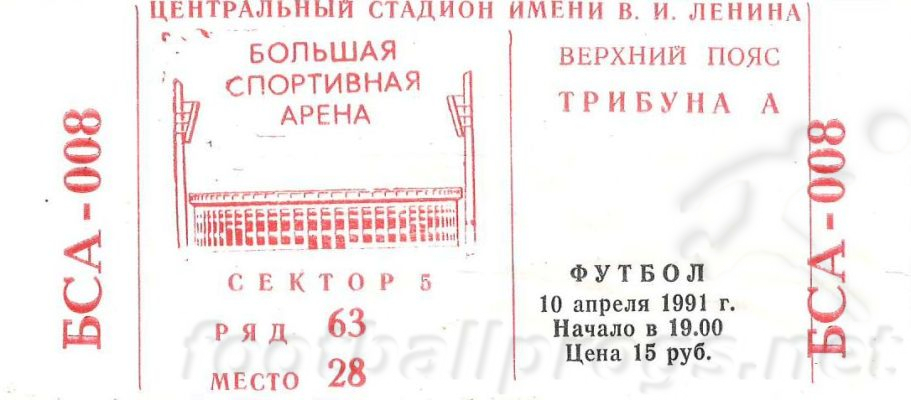 ЦЕНТРАЛЬНЫЙ СТАДИОН ИМЕНИ В. И. ЛЕНИНА
БСА - 008
БОЛЬШАЯ
СПОРТИВНАЯ
АРЕНА
СЕКТОР 5
РЯД 63
МЕСТО 28
ВЕРХНИЙ ПОЯС
ТРИБУНА А
ФУТБОЛ
10 апреля 1991 г.
Начало в 19.00
Цена 15 руб.
БСА - 008
footballprogs.net